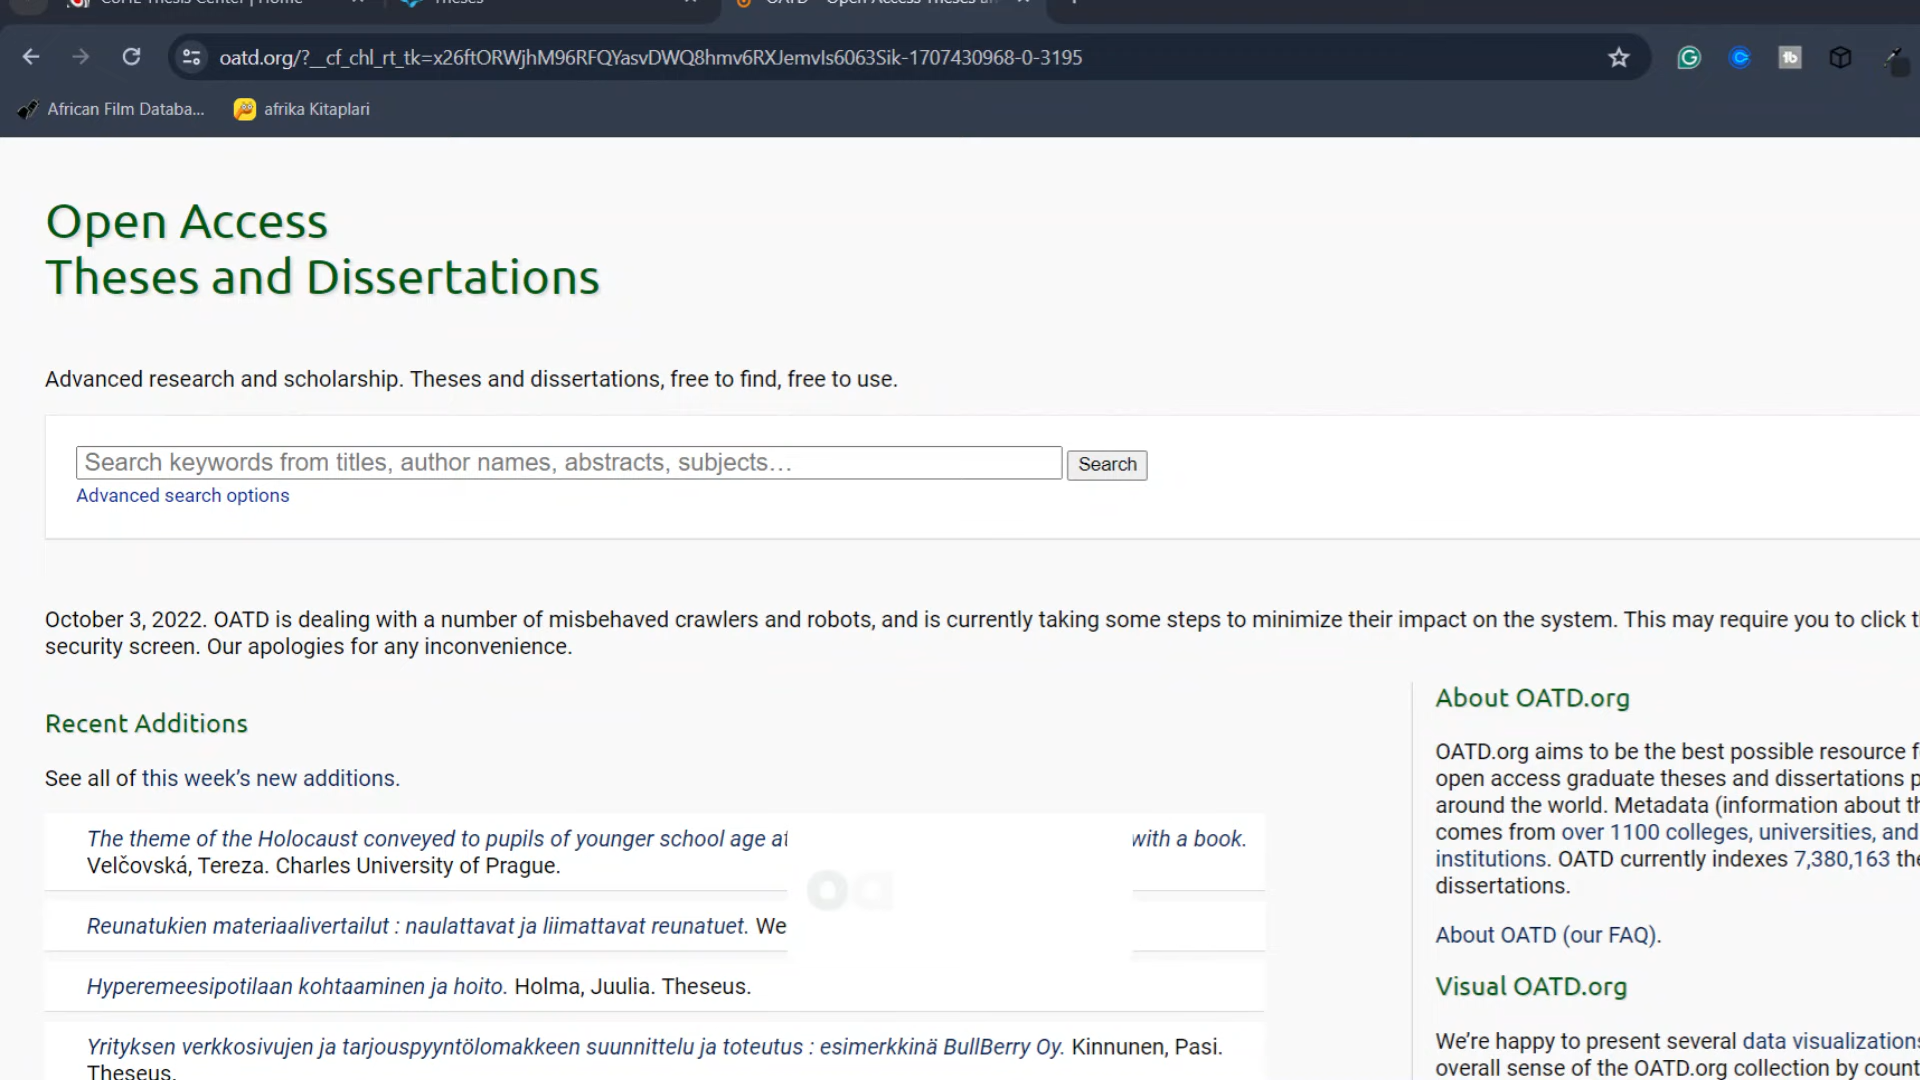 Theses
OATD – Open Access Theses an
oatd.org/?__cf_chl_rt_tk=x26ftORWjhM96RFQYasvDWQ8hmv6RXJemvIs6063Sik-1707430968-0-3195
African Film Databa...
afrika Kitaplari
Open Access
Theses and Dissertations
Advanced research and scholarship. Theses and dissertations, free to find, free to use.
Search keywords from titles, author names, abstracts, subjects…
Search
Advanced search options
October 3, 2022. OATD is dealing with a number of misbehaved crawlers and robots, and is currently taking some steps to minimize their impact on the system. This may require you to click
security screen. Our apologies for any inconvenience.
Recent Additions
See all of this week’s new additions.
The theme of the Holocaust conveyed to pupils of younger school age with a book.
Velčovská, Tereza. Charles University of Prague.
Reunatukien materiaalivertailut : naulattavat ja liimattavat reunatuet. We
Hyperemeesipotilaan kohtaaminen ja hoito. Holma, Juulia. Theseus.
Yrityksen verkkosivujen ja tarjouspyyntölomakkeen suunnittelu ja toteutus : esimerkkinä BullBerry Oy. Kinnunen, Pasi.
Theseus.
oa
About OATD.org
OATD.org aims to be the best possible resource f
open access graduate theses and dissertations p
around the world. Metadata (information about th
comes from over 1100 colleges, universities, and
institutions. OATD currently indexes 7,380,163 the
dissertations.
About OATD (our FAQ).
Visual OATD.org
We’re happy to present several data visualizations
overall sense of the OATD.org collection by count